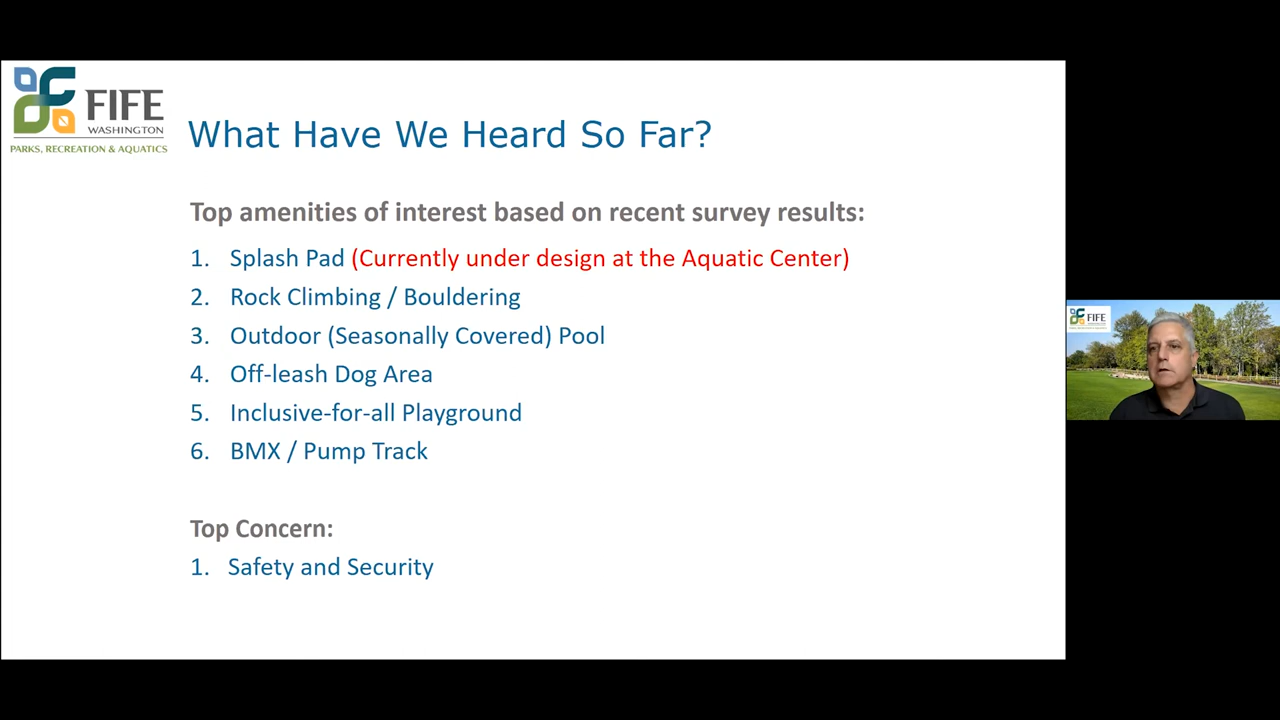 FIFE
WASHINGTON
PARKS, RECREATION & AQUATICS
What Have We Heard So Far?
Top amenities of interest based on recent survey results:
1. Splash Pad (Currently under design at the Aquatic Center)
2. Rock Climbing / Bouldering
3. Outdoor (Seasonally Covered) Pool
4. Off-leash Dog Area
5. Inclusive-for-all Playground
6. BMX / Pump Track
Top Concern:
1. Safety and Security
FIFE